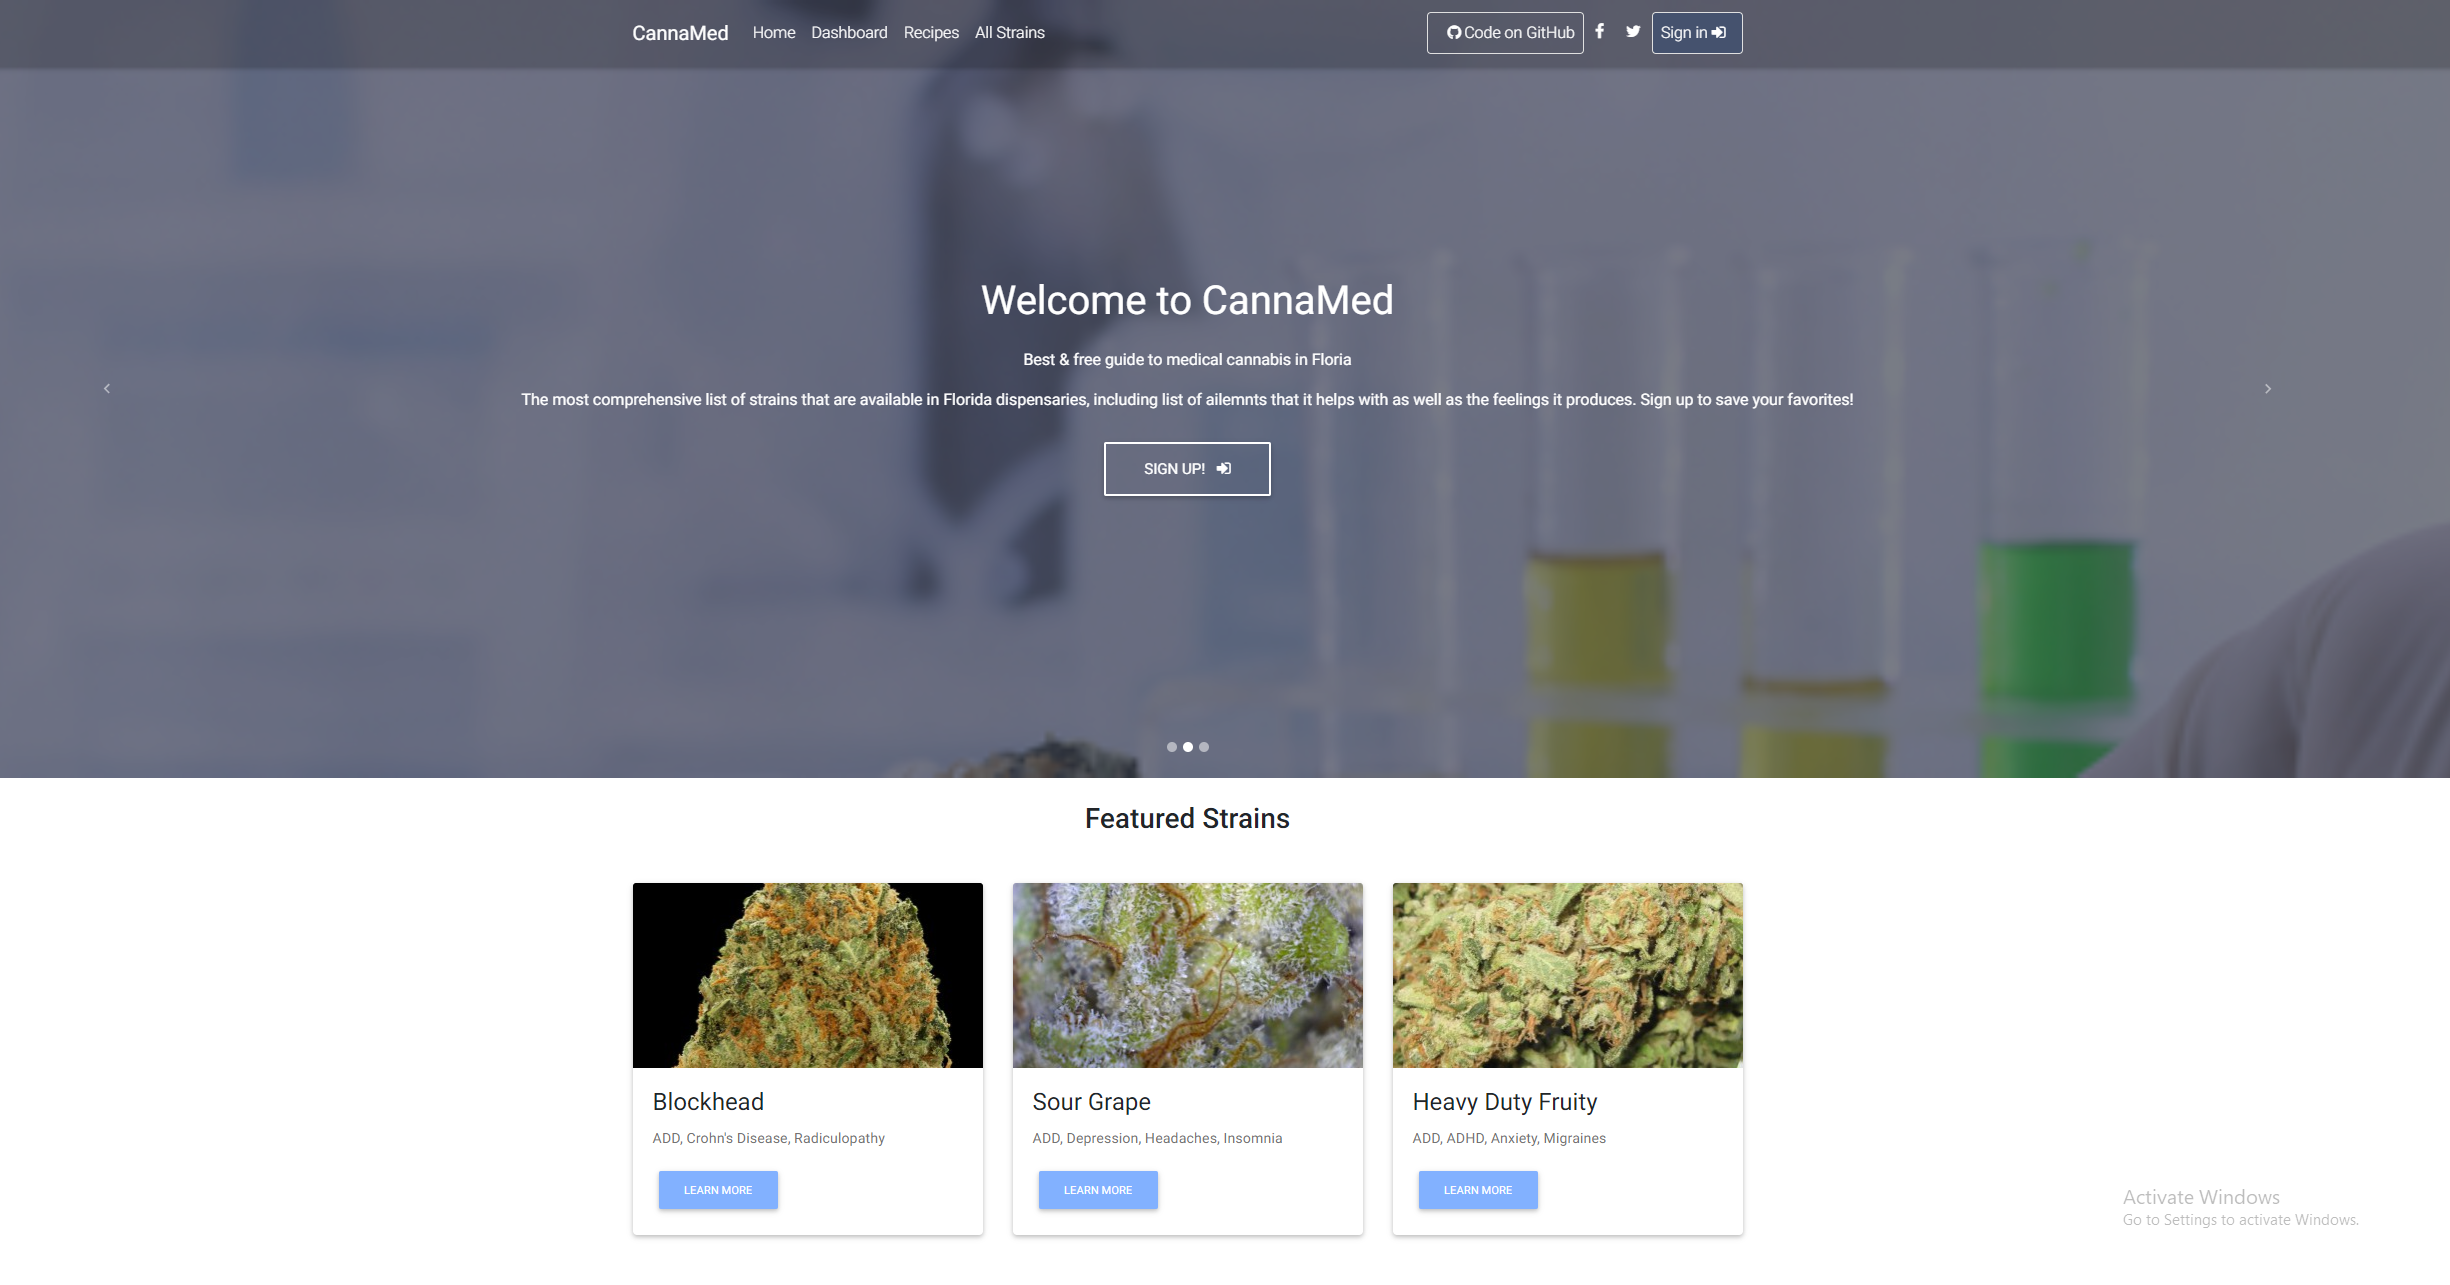 CannaMed Home Dashboard Recipes All Strains Code on GitHub Sign in
Welcome to CannaMed
Best & free guide to medical cannabis in Floria
The most comprehensive list of strains that are available in Florida dispensaries, including list of ailemnts that it helps with as well as the feelings it produces. Sign up to save your favorites!
SIGN UP!
Featured Strains
Blockhead
ADD, Crohn's Disease, Radiculopathy
LEARN MORE
Sour Grape
ADD, Depression, Headaches, Insomnia
LEARN MORE
Heavy Duty Fruity
ADD, ADHD, Anxiety, Migraines
LEARN MORE
Activate Windows
Go to Settings to activate Windows.